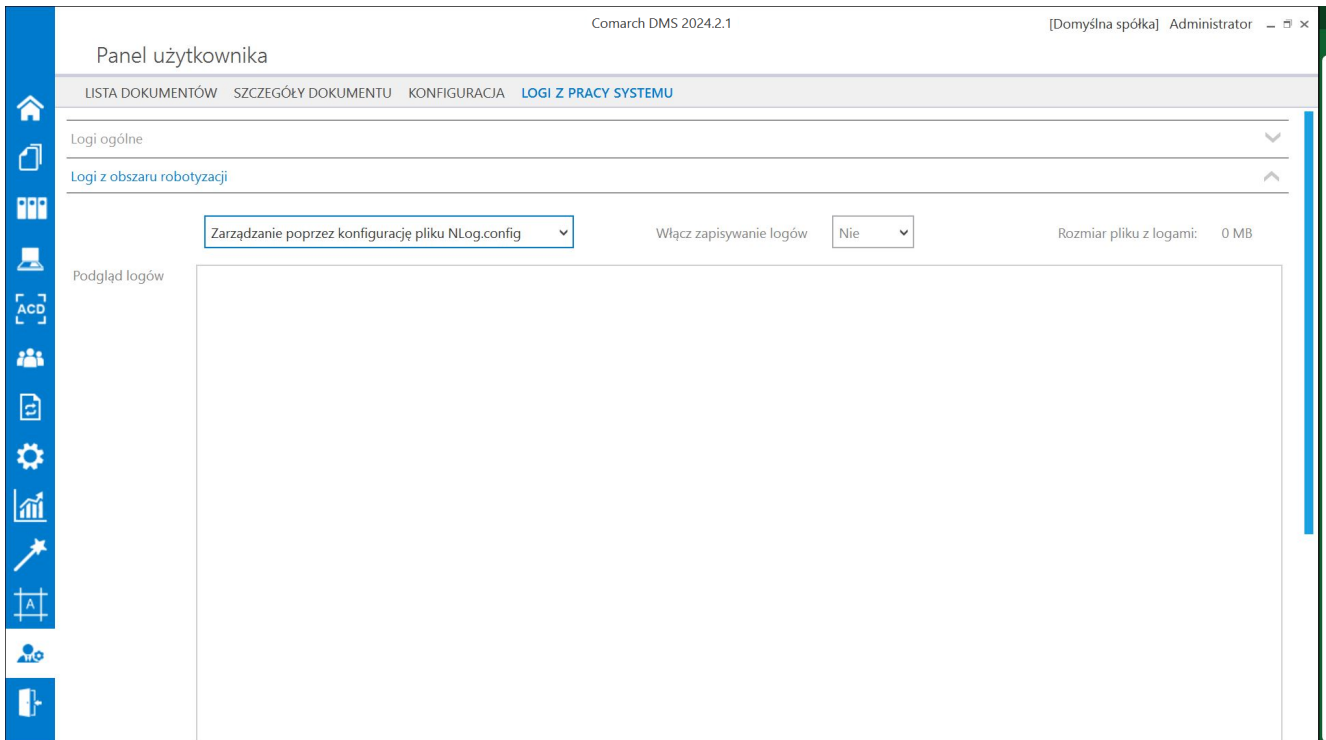 Comarch DMS 2024.2.1
[Domyślna spółka] Administrator
Panel użytkownika
LISTA DOKUMENTÓW SZCZEGÓŁY DOKUMENTU KONFIGURACJA LOGI Z PRACY SYSTEMU
Logi ogólne
Logi z obszaru robotyzacji
Zarządzanie poprzez konfigurację pliku NLog.config Włącz zapisywanie logów Nie Rozmiar pliku z logami: 0 MB
Podgląd logów
ACD
A